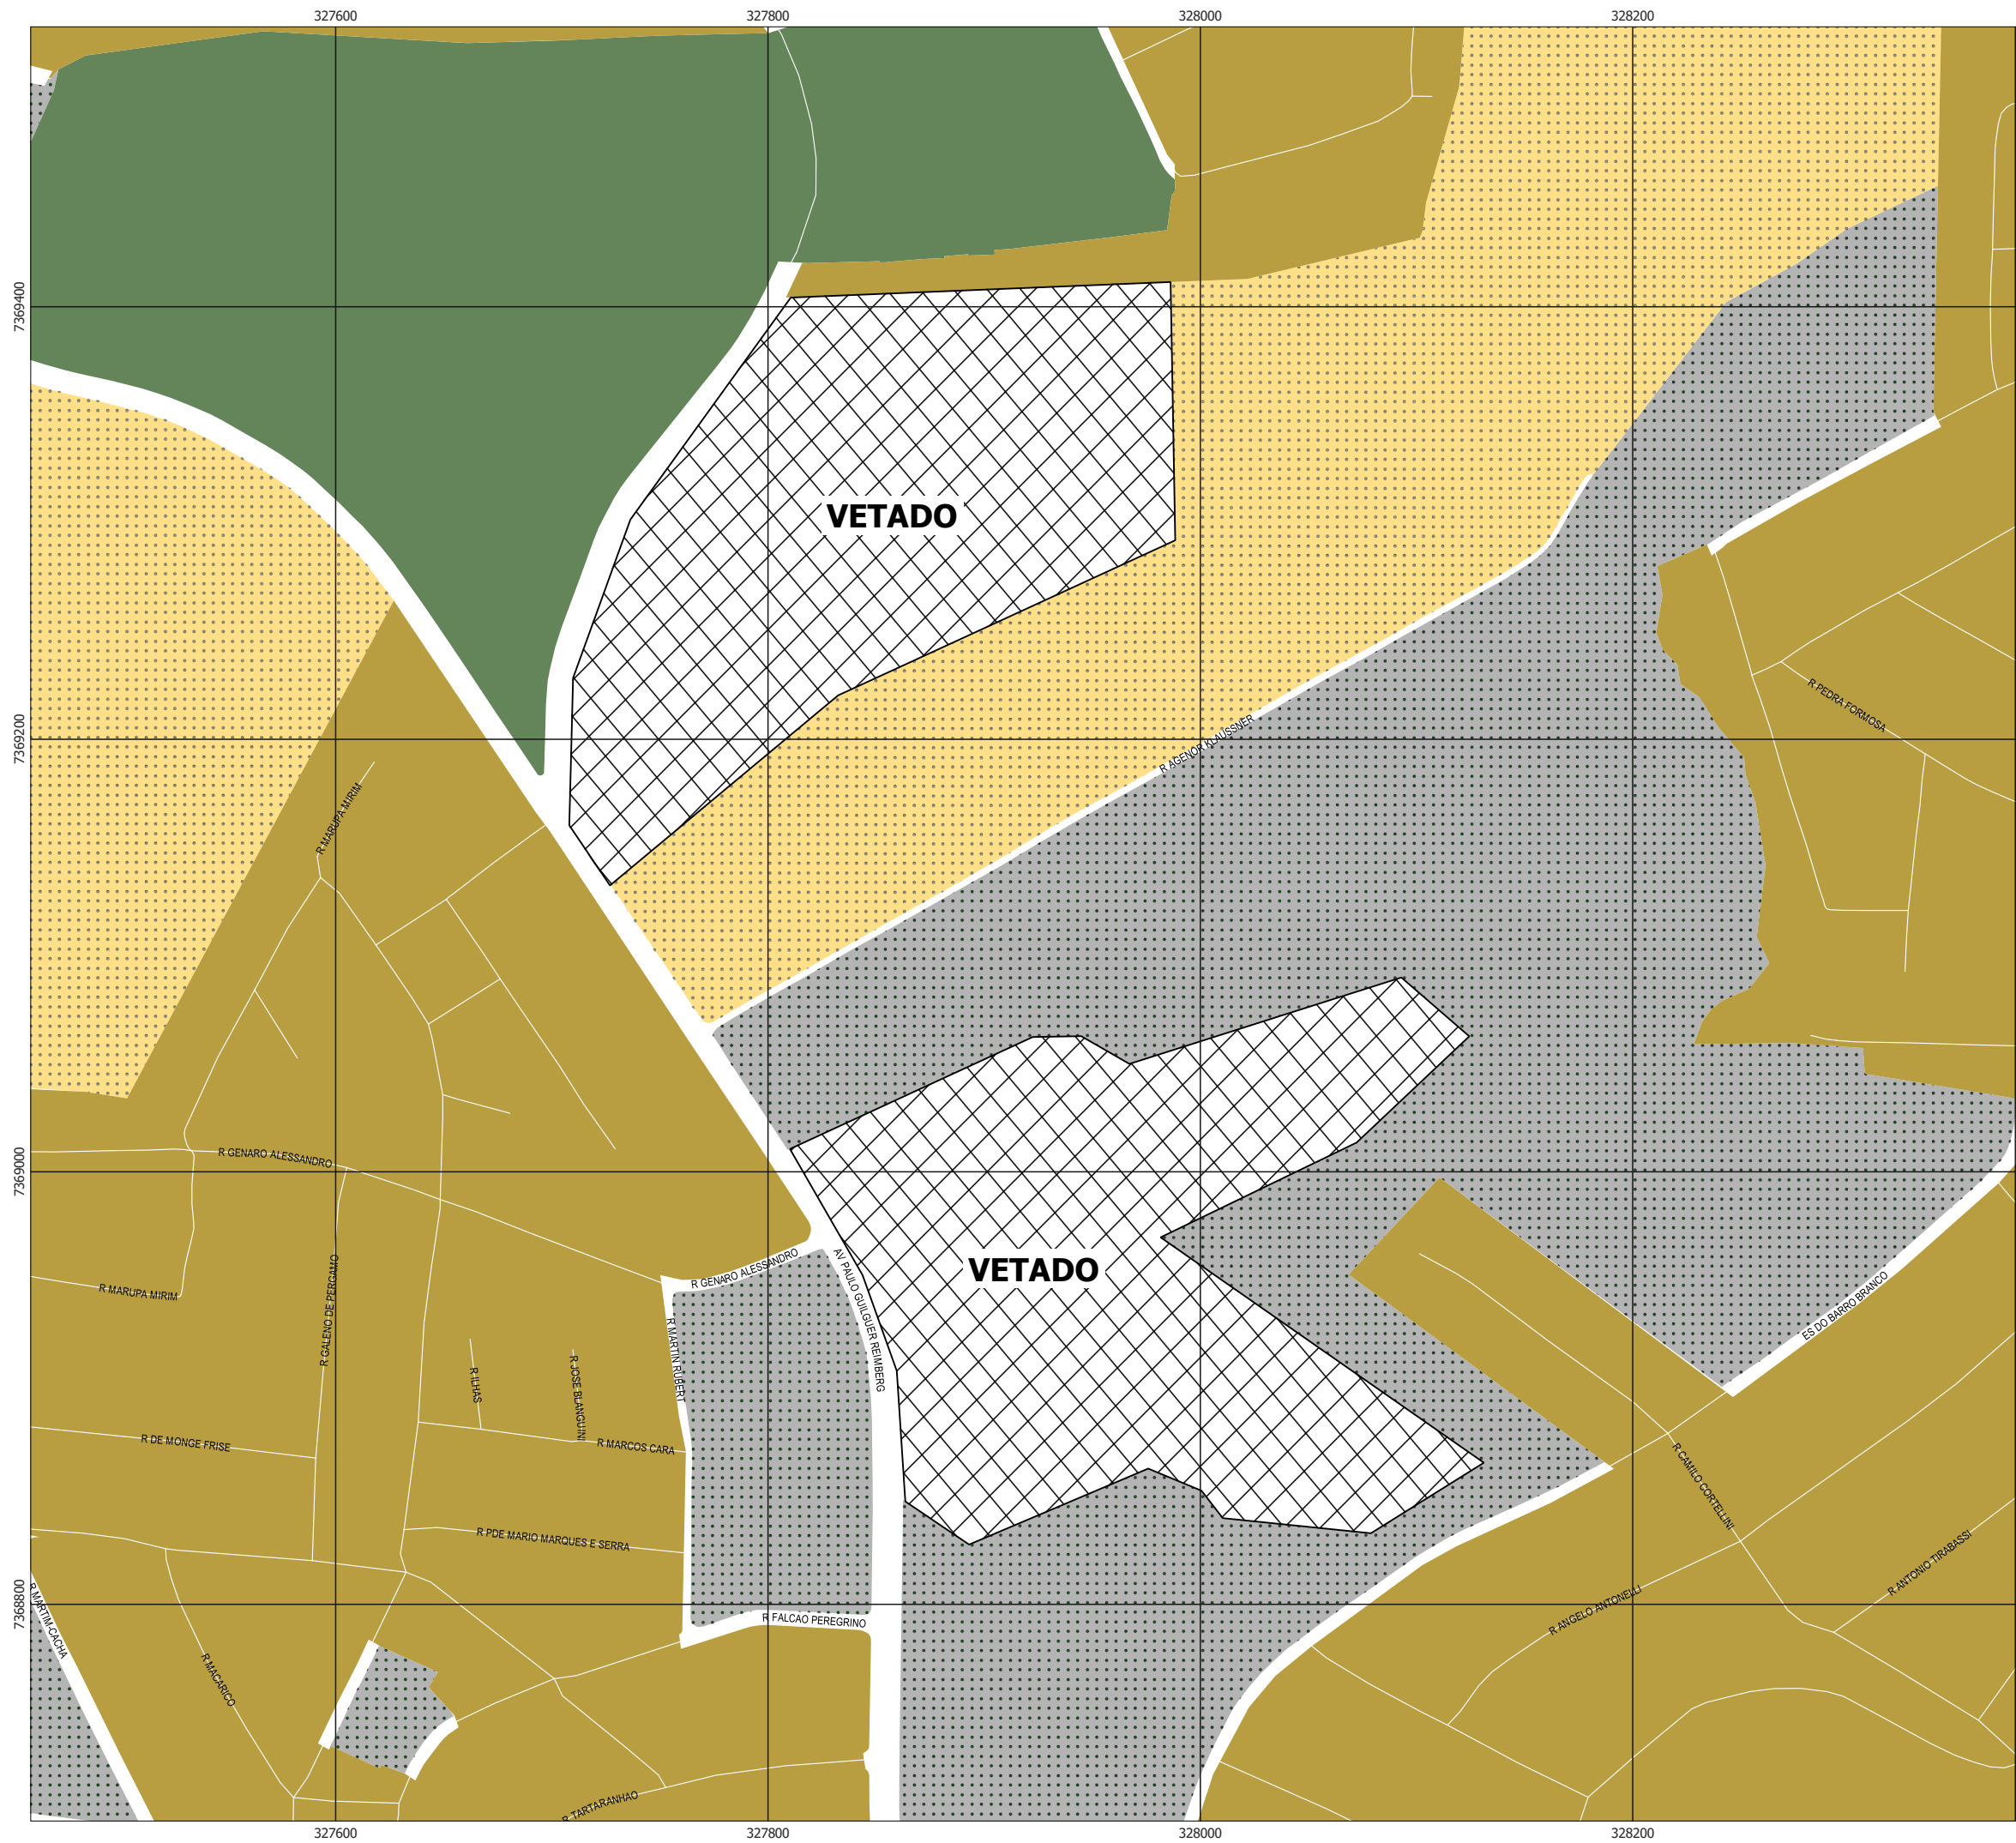 327600
327800
328000
328200
7369400
7369200
7369000
7368800
VETADO
R PEDRA FORMOSA
R AGENOR KLAUSSNER
R MARUPA MIRIM
R GENARO ALESSANDRO
R GENARO ALESSANDRO
AV PAULO GUILGUER REIMBERG
VETADO
R MARUPA MIRIM
R GALENO DE PERGAMO
R MARTIN RUBERT
ES DO BARRO BRANCO
R ILHAS
R JOSE BLANGUINI
R DE MONGE FRISE
R MARCOS CARA
R CAMILO CORTELLINI
R PDE MARIO MARQUES E SERRA
R ANTONIO TIRABASSI
R ANGELO ANTONELLI
R MARTIM-CACHA
R FALCAO PEREGRINO
R MACARICO
R TARTARANHAO
327600
327800
328000
328200